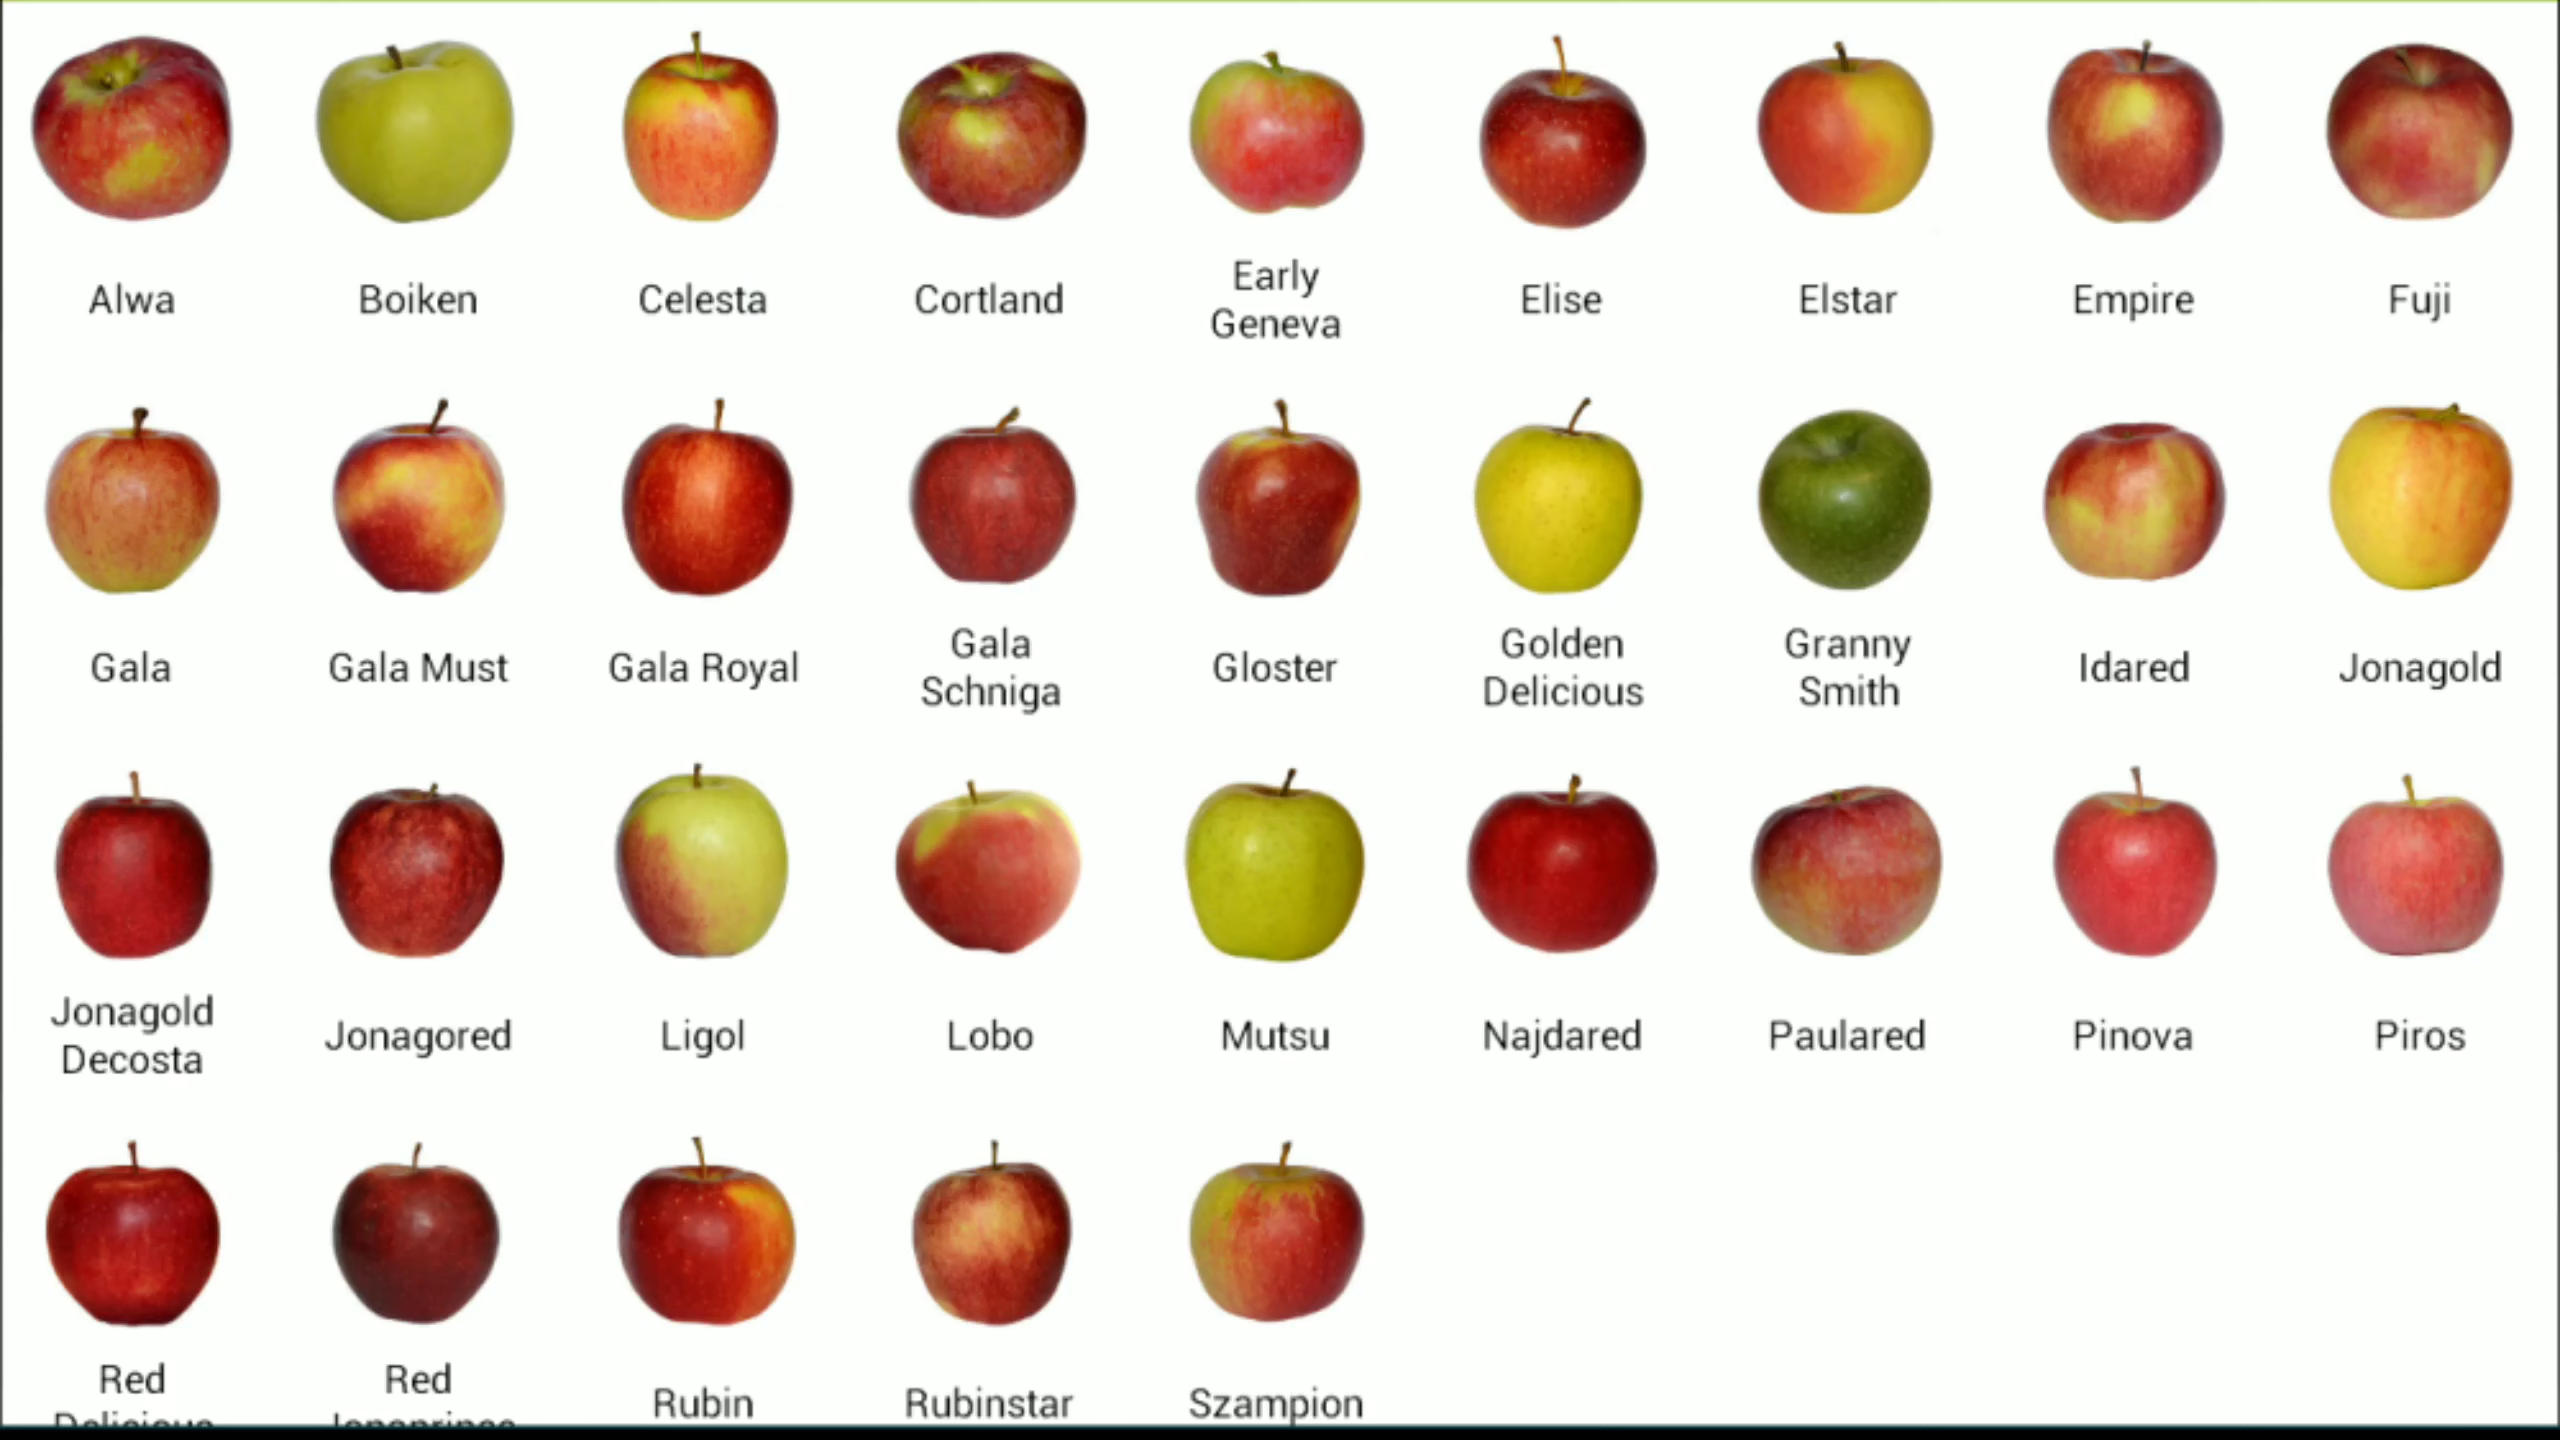 Alwa
Boiken
Celesta
Cortland
Early
Geneva
Elise
Elstar
Empire
Fuji
Gala
Gala Must
Gala Royal
Gala
Schniga
Gloster
Golden
Delicious
Granny
Smith
Idared
Jonagold
Jonagold
Decosta
Jonagored
Ligol
Lobo
Mutsu
Najdared
Paulared
Pinova
Piros
Red
Delicious
Red
Jonaprince
Rubin
Rubinstar
Szampion